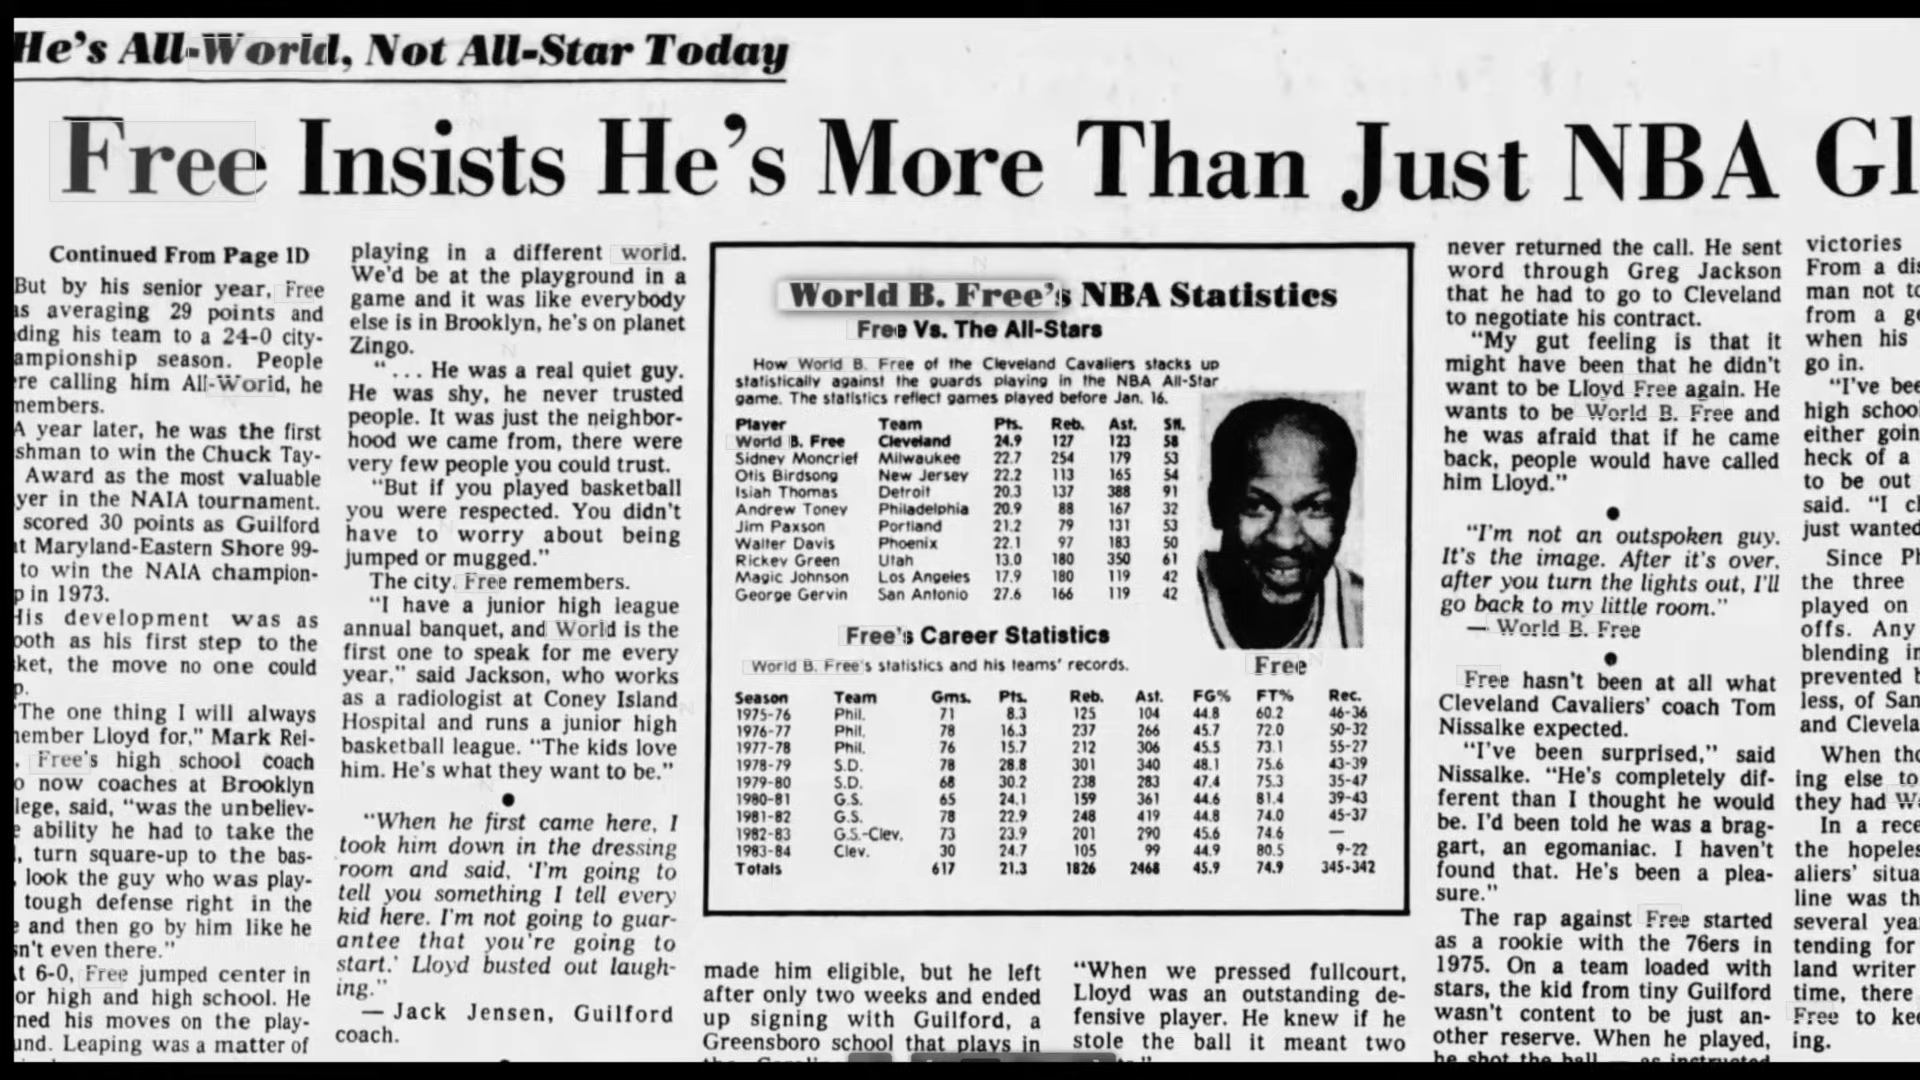 He's All-World, Not All-Star Today
Free Insists He's More Than Just NBA
Continued From Page 1D
But by his senior year, Free
averaging 29 points and
his team to a 24-0 city-
season. People
calling him All-World, he
A year later, he was the first
to win the Chuck Tay-
Award as the most valuable
in the NAIA tournament.
scored 30 points as Guilford
Maryland-Eastern Shore 99-
to win the NAIA champion-
in 1973.
His development was as
as his first step to the
the move no one could
"The one thing I will always
Lloyd for," Mark Rei-
Free's high school coach
now coaches at Brooklyn
said, "was the unbeliev-
ability he had to take the
turn square-up to the bas-
look the guy who was play-
tough defense right in the
and then go by him like he
even there."
At 6-0, Free jumped center in
high and high school. He
his moves on the play-
Leaping was a matter of
playing in a different world.
We'd be at the playground in a
game and it was like everybody
else is in Brooklyn, he's on planet
Zingo.
"... He was a real quiet guy.
He was shy, he never trusted
people. It was just the neighbor-
hood we came from, there were
very few people you could trust.
"But if you played basketball
you were respected. You didn't
have to worry about being
jumped or mugged."
The city. Free remembers.
"I have a junior high league
annual banquet, and World is the
first one to speak for me every
year," said Jackson, who works
as a radiologist at Coney Island
Hospital and runs a junior high
basketball league. "The kids love
him. He's what they want to be."
●
"When he first came here, I
took him down in the dressing
room and said, 'I'm going to
tell you something I tell every
kid here. I'm not going to guar-
antee that you're going to
start.' Lloyd busted out laugh-
ing."
— Jack Jensen, Guilford
coach.
World B. Free's NBA Statistics
Free Vs. The All-Stars
How World B. Free of the Cleveland Cavaliers stacks up
statistically against the guards playing in the NBA All-Star
game. The statistics reflect games played before Jan. 16.
Player Team Pts. Reb. Ast. Stl.
World B. Free Cleveland 24.9 127 123 58
Sidney Moncrief Milwaukee 22.7 254 179 53
Otis Birdsong New Jersey 22.2 113 165 54
Isiah Thomas Detroit 20.3 137 388 91
Andrew Toney Philadelphia 20.9 88 167 32
Jim Paxson Portland 21.2 79 131 53
Walter Davis Phoenix 22.1 97 183 50
Rickey Green Utah 13.0 180 350 61
Magic Johnson Los Angeles 17.9 180 119 42
George Gervin San Antonio 27.6 166 119 42
Free
Free's Career Statistics
World B. Free's statistics and his teams' records.
Season Team Gms. Pts. Reb. Ast. FG% FT% Rec.
1975-76 Phil. 71 8.3 125 104 44.8 60.2 46-36
1976-77 Phil. 78 16.3 237 266 45.7 72.0 50-32
1977-78 Phil. 76 15.7 212 306 45.5 73.1 55-27
1978-79 S.D. 78 28.8 301 340 48.1 75.6 43-39
1979-80 S.D. 68 30.2 238 283 47.4 75.3 35-47
1980-81 G.S. 65 24.1 159 361 44.6 81.4 39-43
1981-82 G.S. 78 22.9 248 419 44.8 74.0 45-37
1982-83 G.S.-Clev. 73 23.9 201 290 45.6 74.6 —
1983-84 Clev. 30 24.7 105 99 44.9 80.5 9-22
Totals 617 21.3 1826 2468 45.9 74.9 345-342
made him eligible, but he left
after only two weeks and ended
up signing with Guilford, a
Greensboro school that plays in
"When we pressed fullcourt,
Lloyd was an outstanding de-
fensive player. He knew if he
stole the ball it meant two
never returned the call. He sent
word through Greg Jackson
that he had to go to Cleveland
to negotiate his contract.
"My gut feeling is that it
might have been that he didn't
want to be Lloyd Free again. He
wants to be World B. Free and
he was afraid that if he came
back, people would have called
him Lloyd."
●
"I'm not an outspoken guy.
It's the image. After it's over,
after you turn the lights out, I'll
go back to my little room."
— World B. Free
●
Free hasn't been at all what
Cleveland Cavaliers' coach Tom
Nissalke expected.
"I've been surprised," said
Nissalke. "He's completely dif-
ferent than I thought he would
be. I'd been told he was a brag-
gart, an egomaniac. I haven't
found that. He's been a plea-
sure."
The rap against Free started
as a rookie with the 76ers in
1975. On a team loaded with
stars, the kid from tiny Guilford
wasn't content to be just an-
other reserve. When he played,
he shot the ball — as instructed
victories
From a
man not
from a
when his
go in.
"I've
high school
either
heck of a
to be out
said. "I
just wanted
Since
the three
played on
offs. Any
blending
prevented
less, of San
and
When
ing else to
they had
In a
the
aliers'
line was
several
tending for
land writer
time, there
Free to
ing.